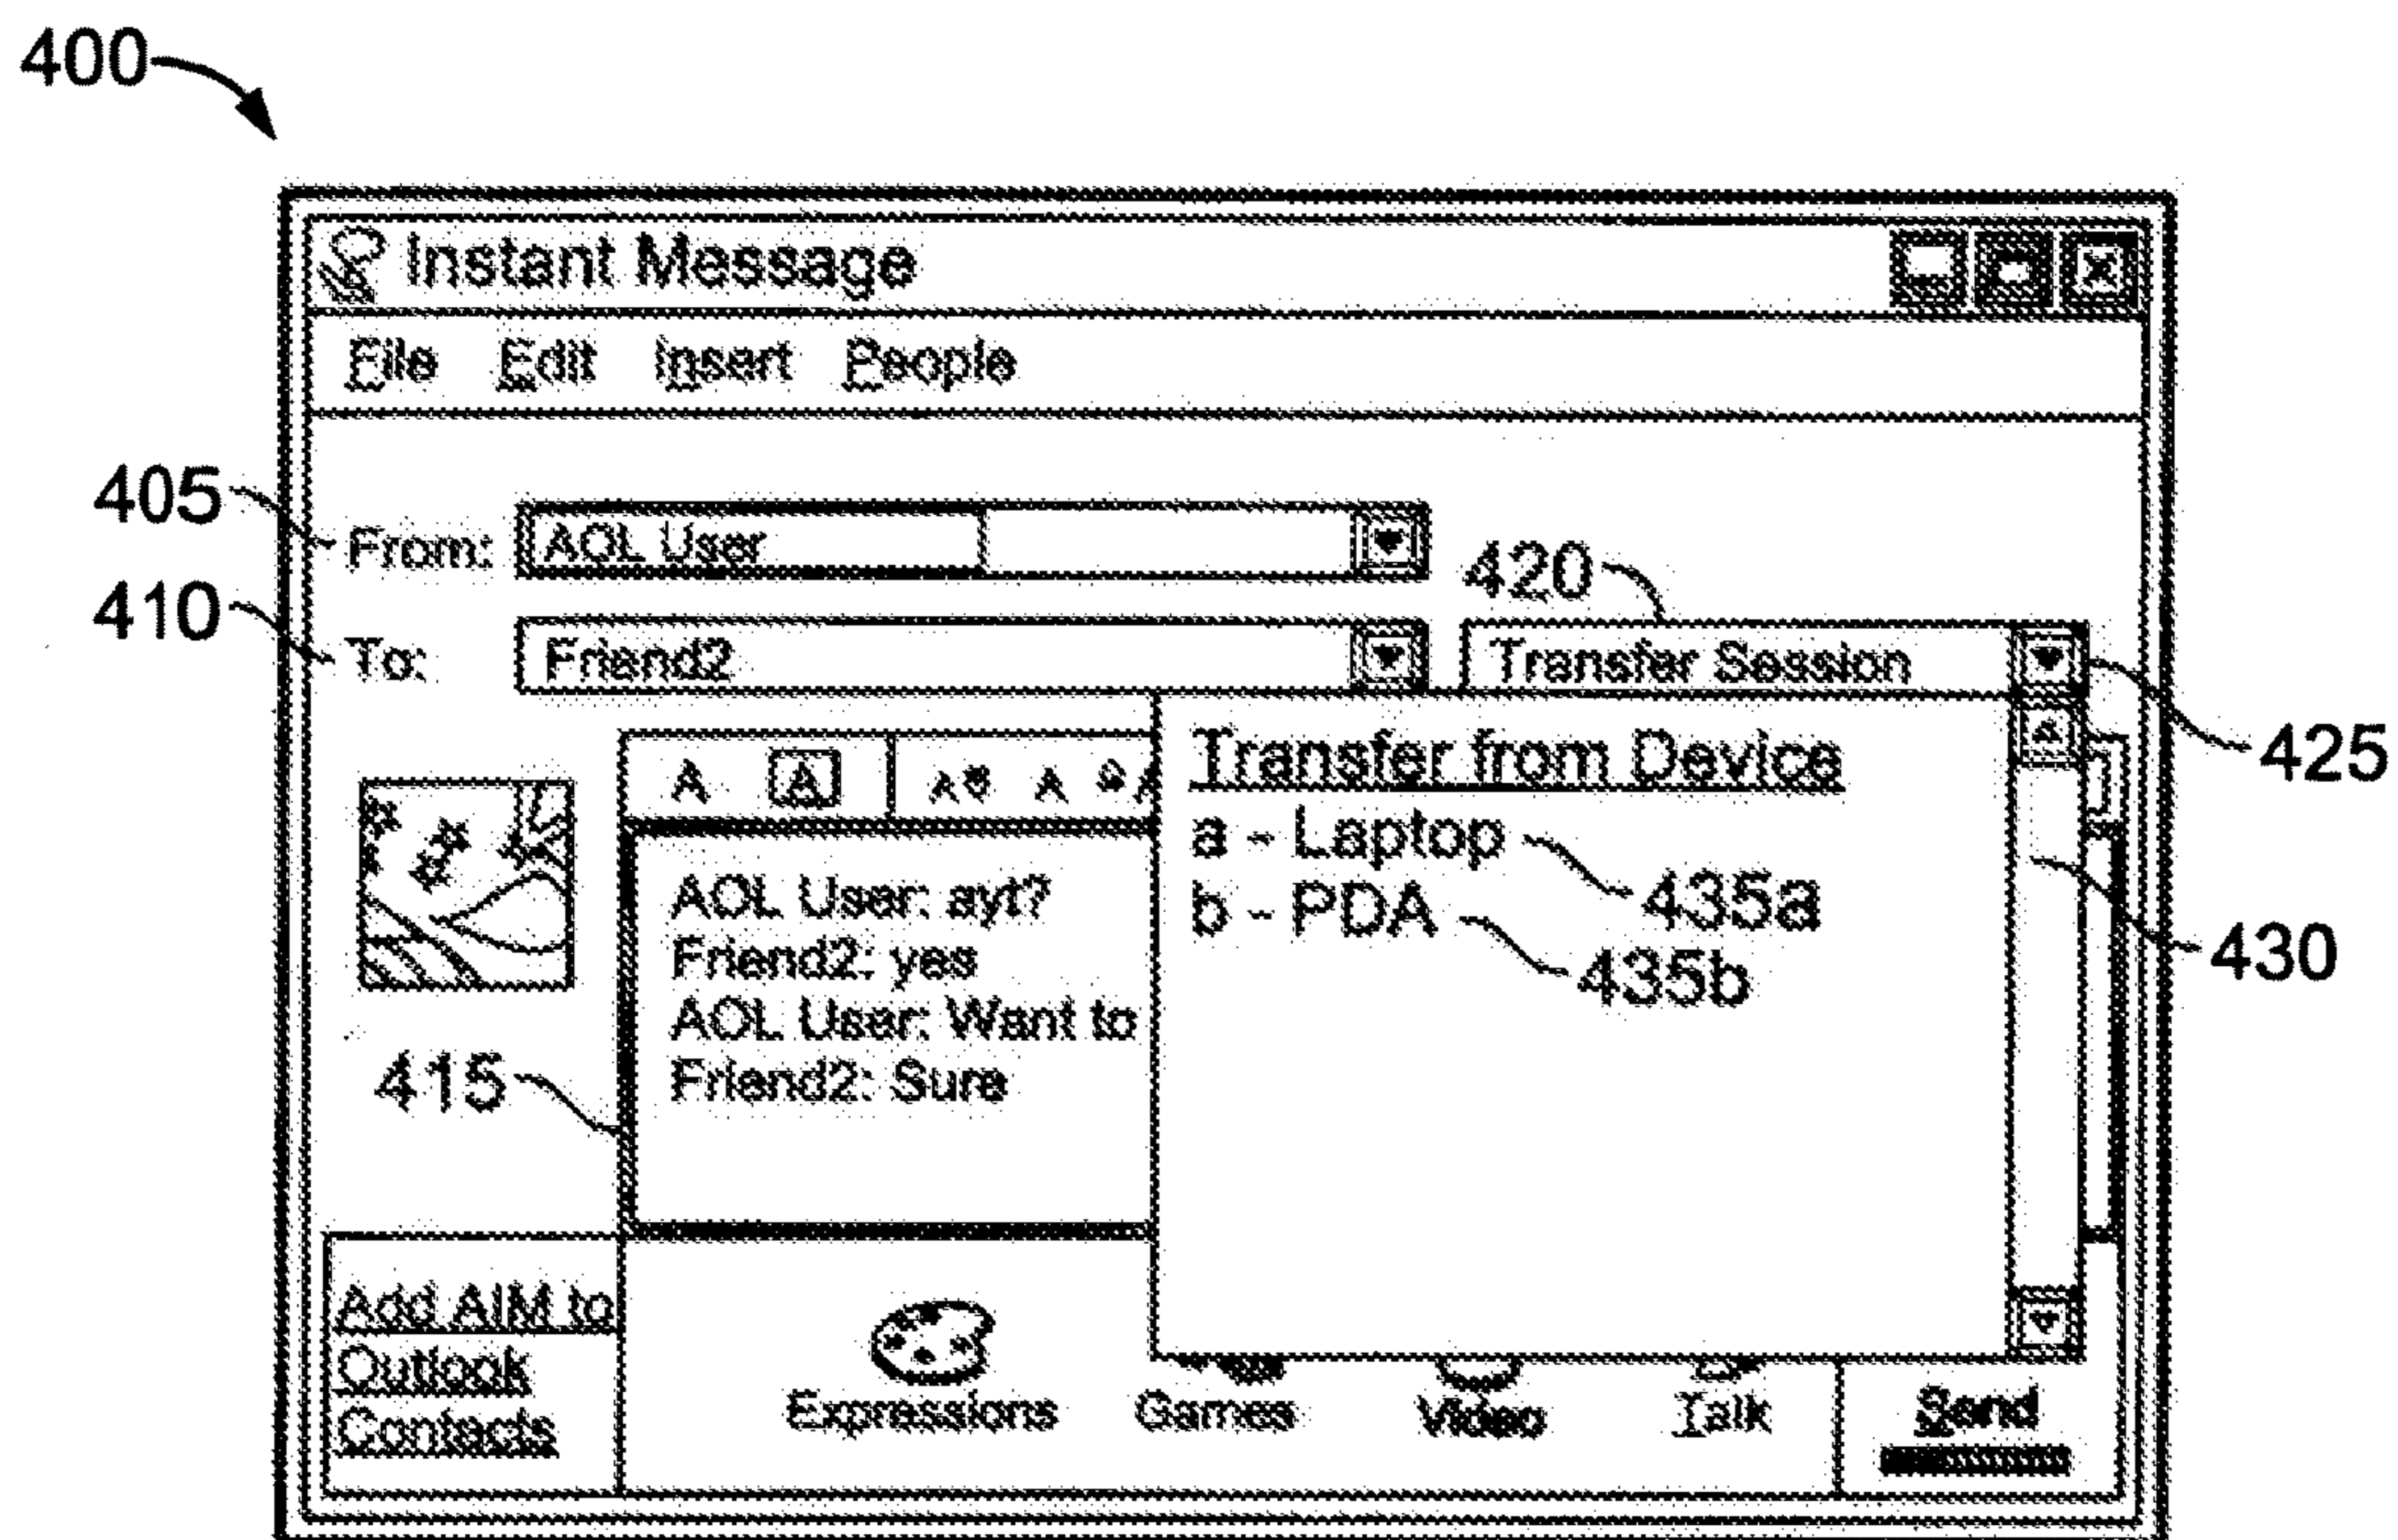 400
Instant Message
File Edit Insert People
405
From: AOL User
410
To: Friend2
420
Transfer Session
425
A A A A A
Transfer from Device
a - Laptop
435a
b - PDA
435b
430
AOL User: ayt?
Friend2: yes
AOL User: Want to
Friend2: Sure
415
Add AIM to
Outlook
Contacts
Expressions Games Video Talk Send